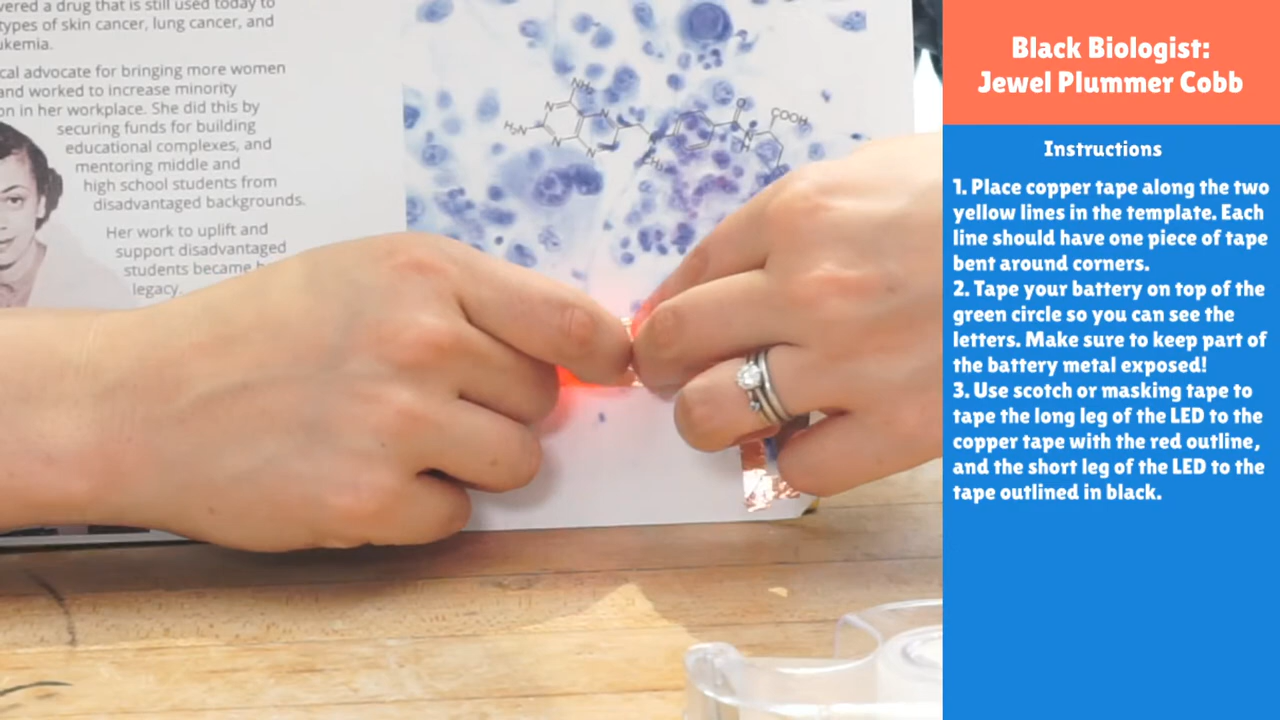 vered a drug that is still used today to
types of skin cancer, lung cancer, and
ukemia.
cal advocate for bringing more women
and worked to increase minority
on in her workplace. She did this by
securing funds for building
educational complexes, and
mentoring middle and
high school students from
disadvantaged backgrounds.
Her work to uplift and
support disadvantaged
students became
legacy.
NH₂
H₂N
N
N
N
N
CH₃
O
N
H
COOH
Black Biologist:
Jewel Plummer Cobb
Instructions
1. Place copper tape along the two
yellow lines in the template. Each
line should have one piece of tape
bent around corners.
2. Tape your battery on top of the
green circle so you can see the
letters. Make sure to keep part of
the battery metal exposed!
3. Use scotch or masking tape to
tape the long leg of the LED to the
copper tape with the red outline,
and the short leg of the LED to the
tape outlined in black.